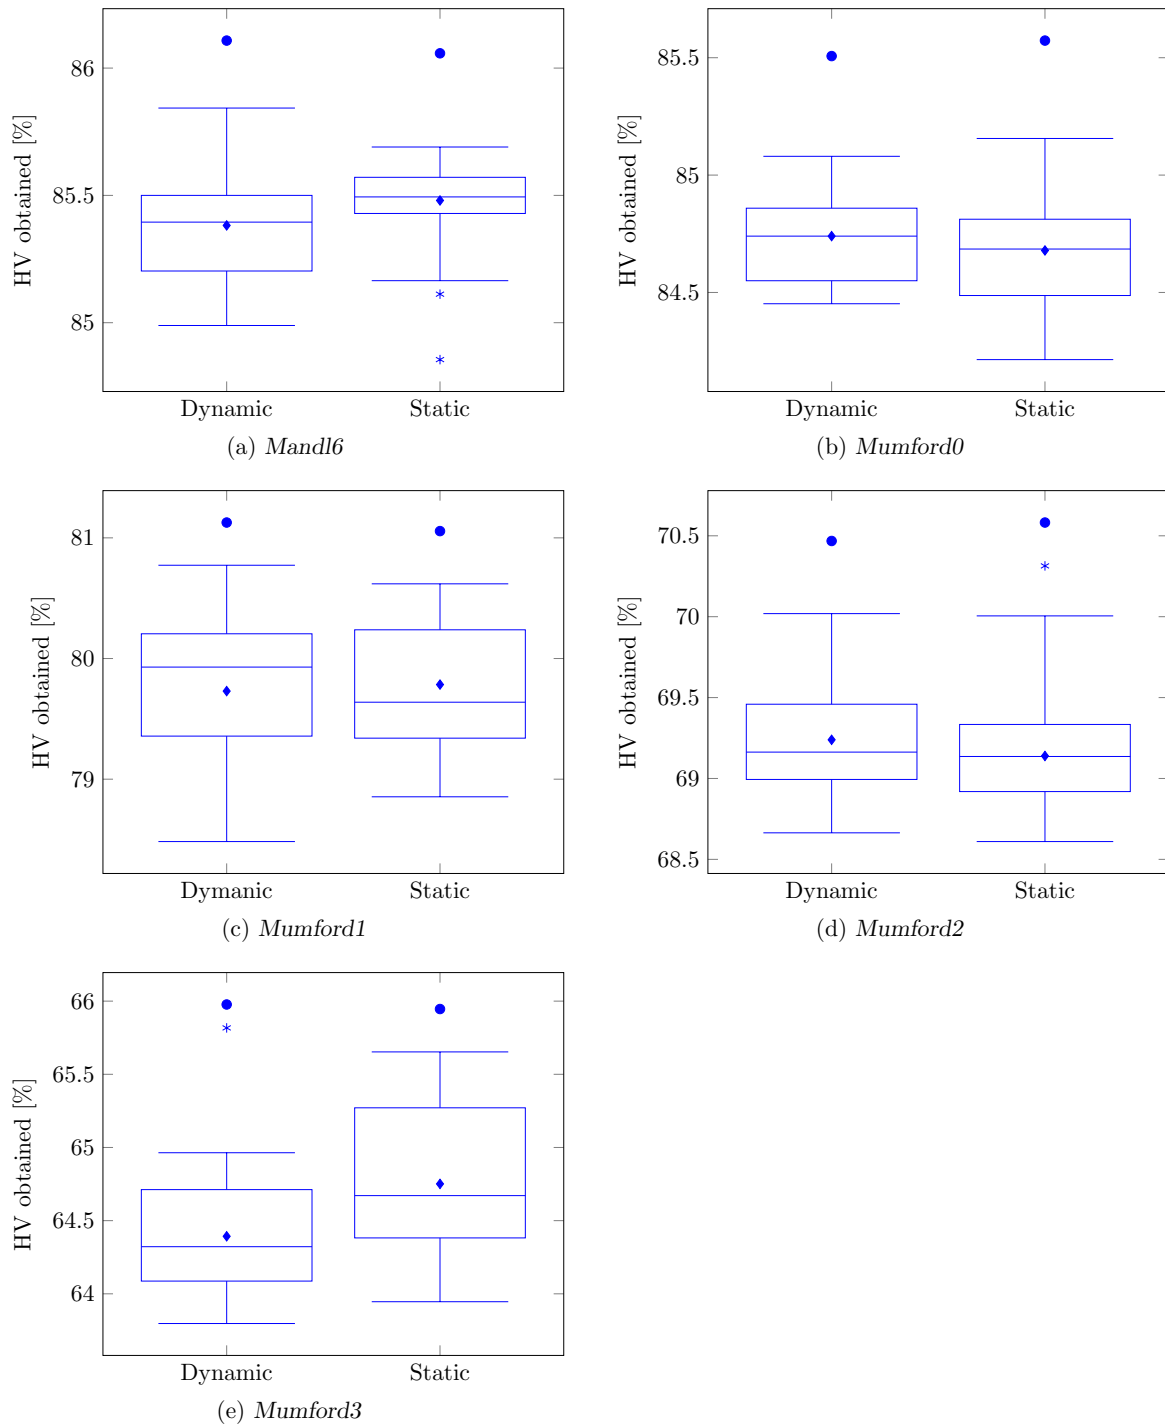 HV obtained [%]
86
85.5
85
Dynamic Static
(a) Mandl6
HV obtained [%]
85.5
85
84.5
Dynamic Static
(b) Mumford0
HV obtained [%]
81
80
79
Dymanic Static
(c) Mumford1
HV obtained [%]
70.5
70
69.5
69
68.5
Dynamic Static
(d) Mumford2
HV obtained [%]
66
65.5
65
64.5
64
Dynamic Static
(e) Mumford3